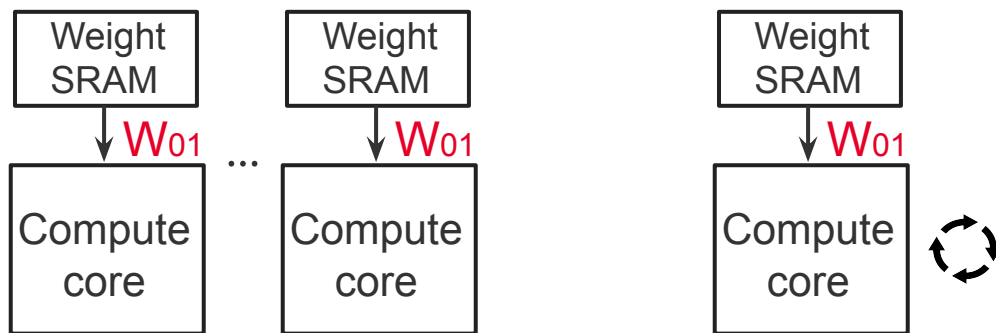 Weight
SRAM
Weight
SRAM
Weight
SRAM
W01
...
W01
W01
Compute
core
Compute
core
Compute
core